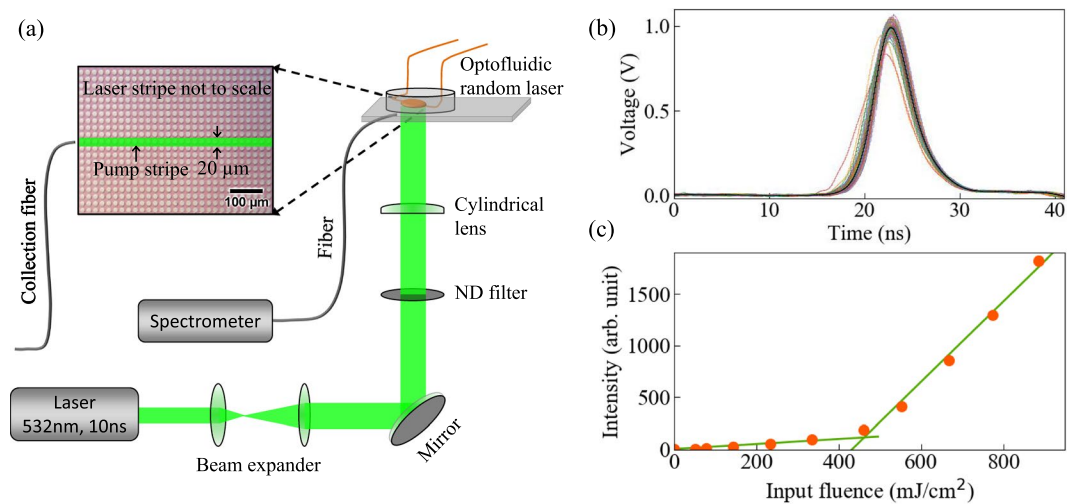 (a)
Laser stripe not to scale
Pump stripe
20 μm
100 μm
Collection fiber
Fiber
Optofluidic
random laser
Cylindrical
lens
ND filter
Spectrometer
Laser
532nm, 10ns
Beam expander
Mirror
(b)
Voltage (V)
1.0
0.5
0.0
0
10
20
30
40
Time (ns)
(c)
Intensity (arb. unit)
1500
1000
500
0
0
200
400
600
800
Input fluence (mJ/cm²)